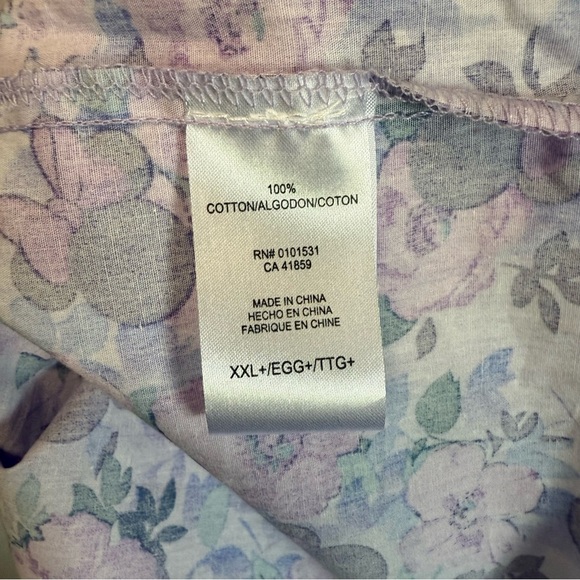 100%
COTTON/ALGODON/COTON
RN# 0101531
CA 41859
MADE IN CHINA
HECHO EN CHINA
FABRIQUE EN CHINE
XXL+/EGG+/TTG+